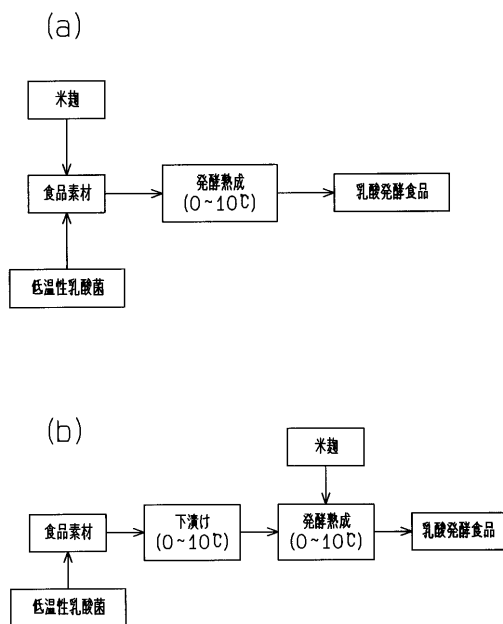 (a)
米麹
食品素材
発酵熟成
(0~10℃)
乳酸発酵食品
低温性乳酸菌
(b)
米麹
食品素材
下漬け
(0~10℃)
発酵熟成
(0~10℃)
乳酸発酵食品
低温性乳酸菌